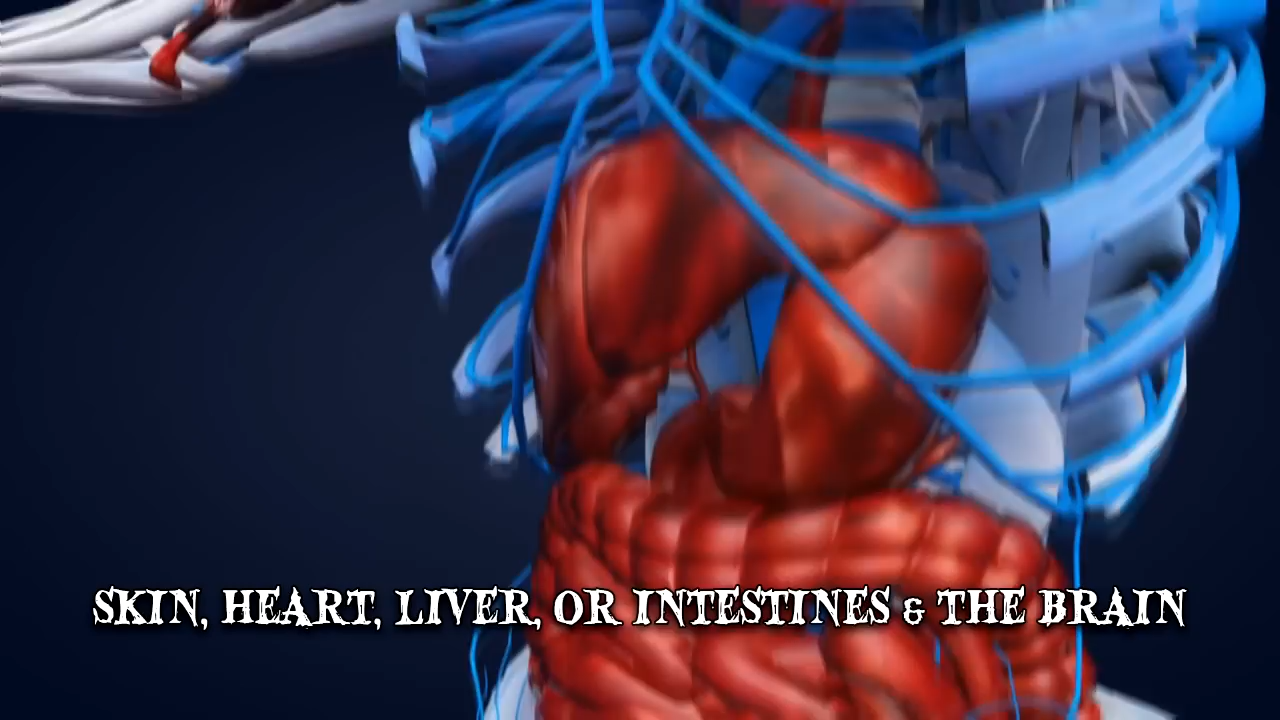 SKIN, HEART, LIVER, OR INTESTINES & THE BRAIN